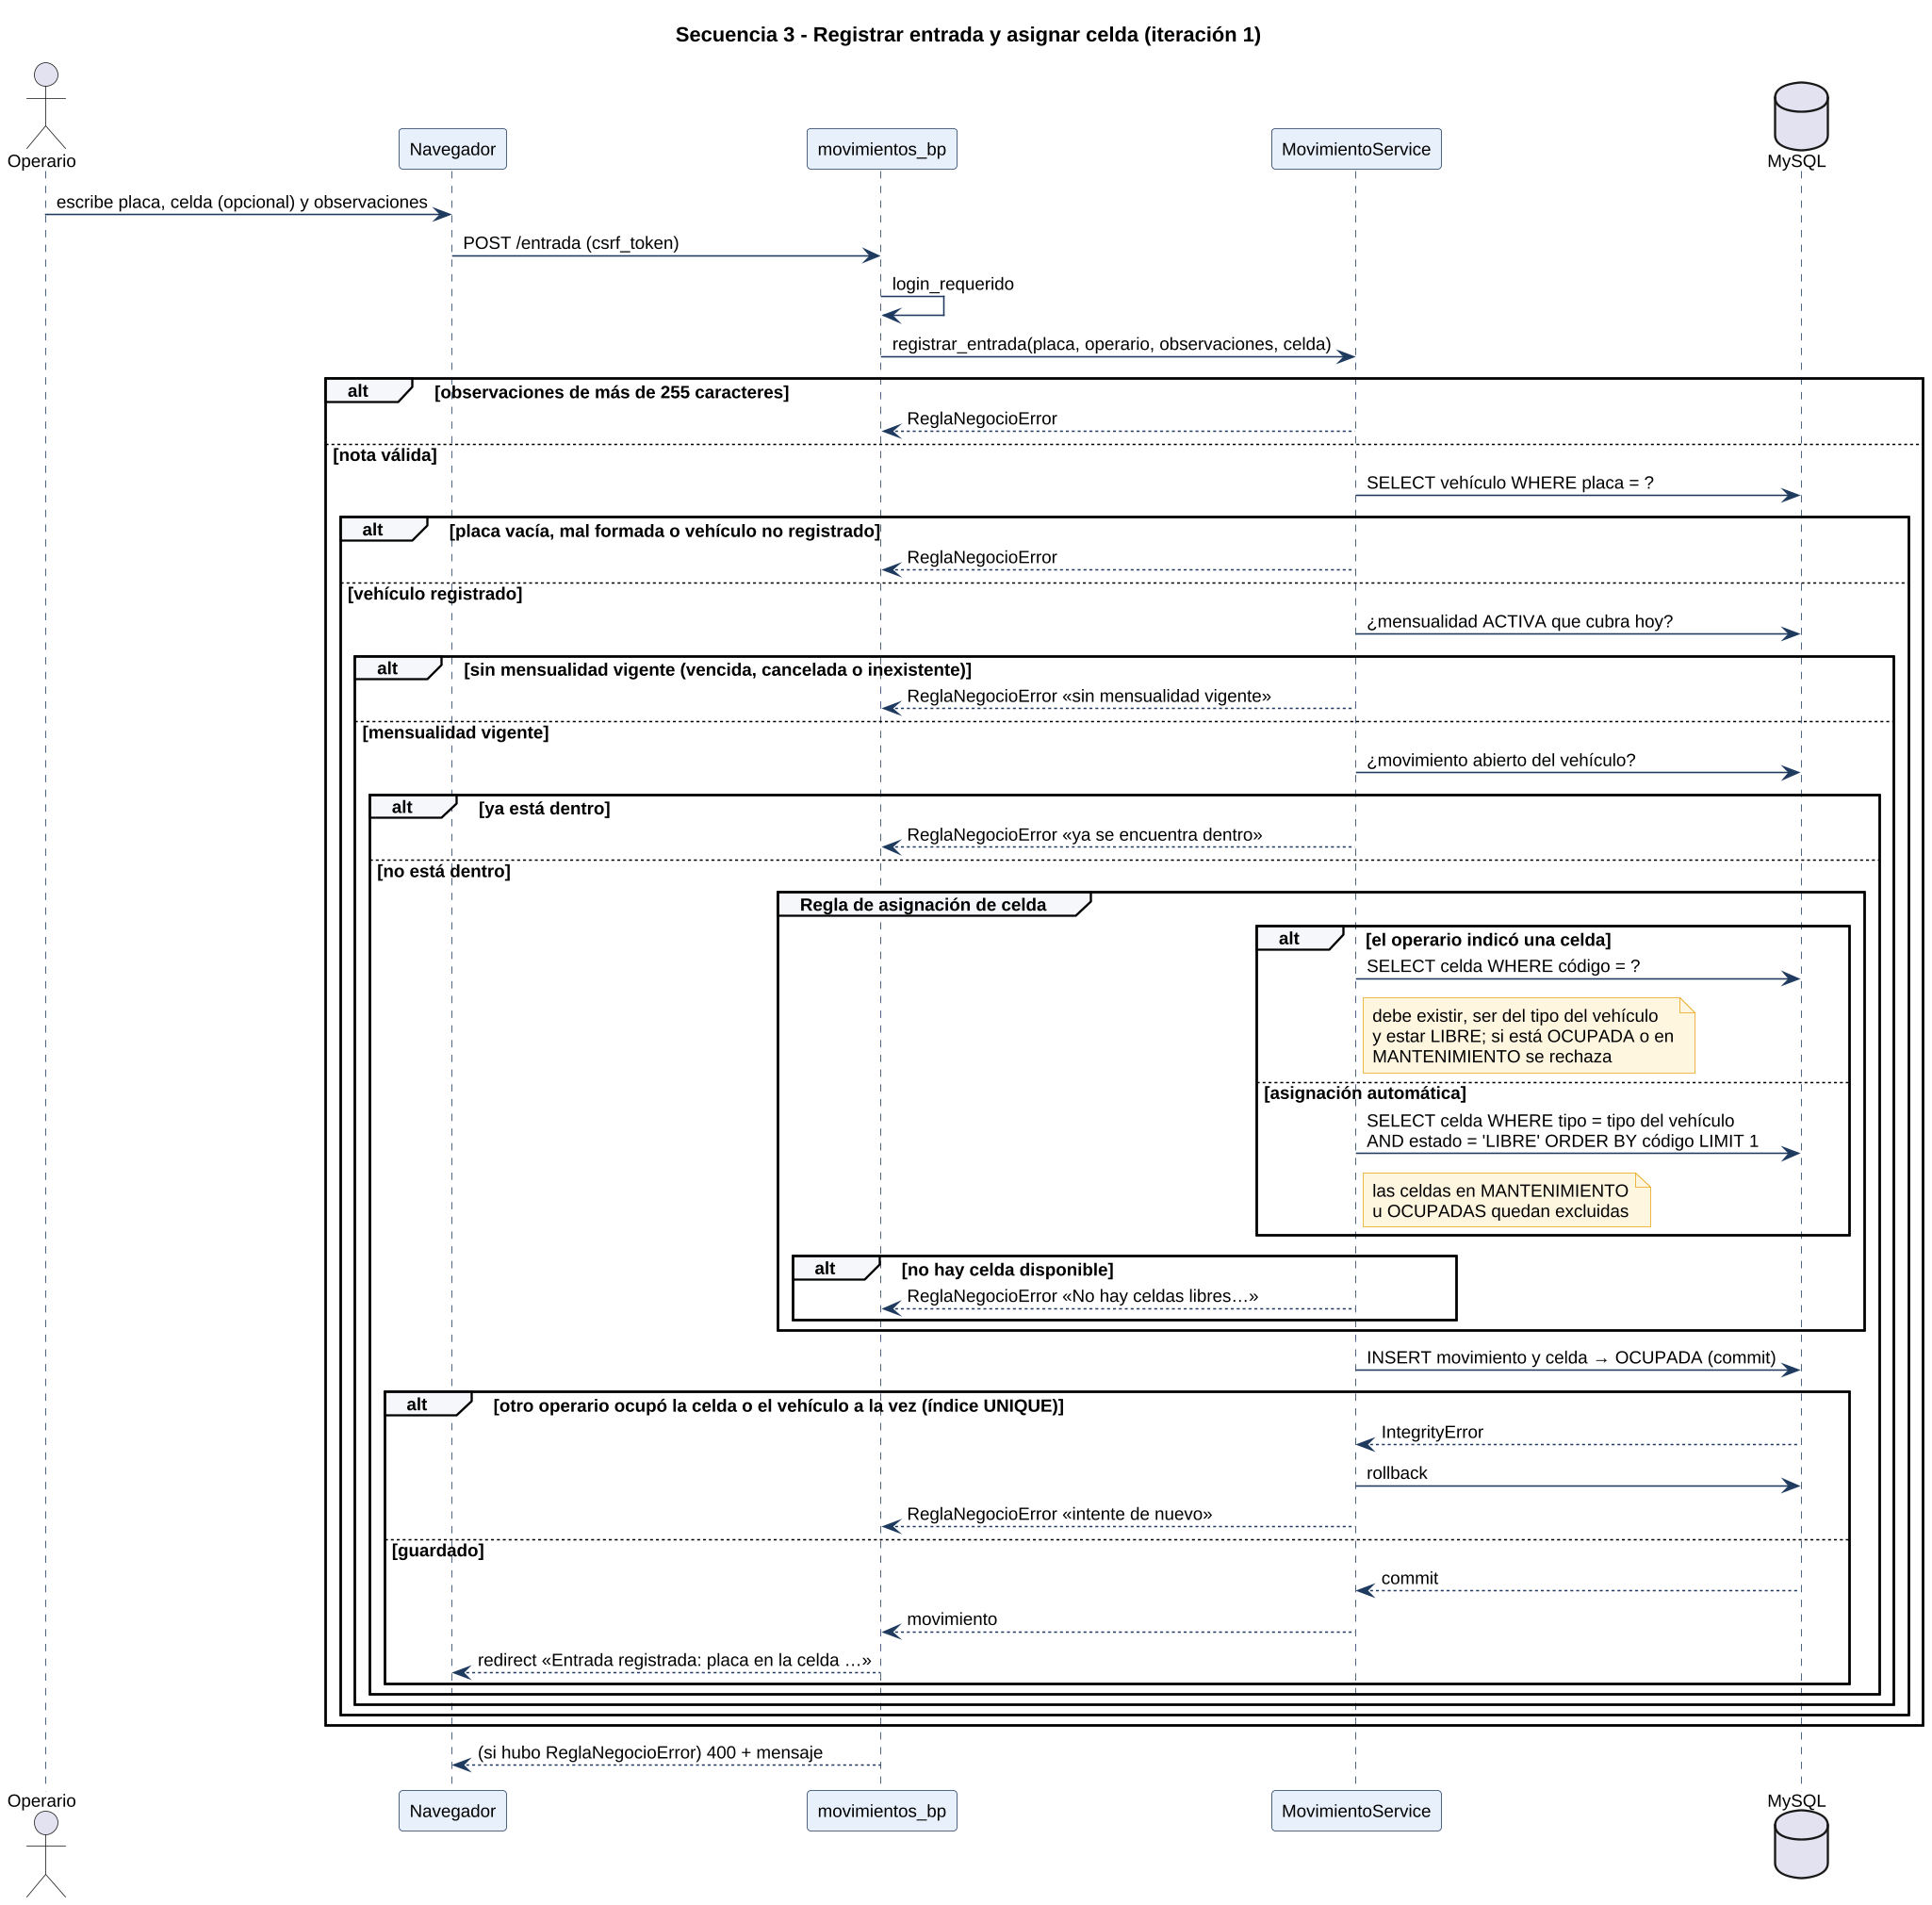 Secuencia 3 - Registrar entrada y asignar celda (iteración 1)
Operario
Navegador
movimientos_bp
MovimientoService
MySQL
escribe placa, celda (opcional) y observaciones
POST /entrada (csrf_token)
login_requerido
registrar_entrada(placa, operario, observaciones, celda)
alt
[observaciones de más de 255 caracteres]
ReglaNegocioError
[nota válida]
SELECT vehículo WHERE placa = ?
alt
[placa vacía, mal formada o vehículo no registrado]
ReglaNegocioError
[vehículo registrado]
¿mensualidad ACTIVA que cubra hoy?
alt
[sin mensualidad vigente (vencida, cancelada o inexistente)]
ReglaNegocioError «sin mensualidad vigente»
[mensualidad vigente]
¿movimiento abierto del vehículo?
alt
[ya está dentro]
ReglaNegocioError «ya se encuentra dentro»
[no está dentro]
Regla de asignación de celda
alt
[el operario indicó una celda]
SELECT celda WHERE código = ?
debe existir, ser del tipo del vehículo
y estar LIBRE; si está OCUPADA o en
MANTENIMIENTO se rechaza
[asignación automática]
SELECT celda WHERE tipo = tipo del vehículo
AND estado = 'LIBRE' ORDER BY código LIMIT 1
las celdas en MANTENIMIENTO
u OCUPADAS quedan excluidas
alt
[no hay celda disponible]
ReglaNegocioError «No hay celdas libres…»
INSERT movimiento y celda → OCUPADA (commit)
alt
[otro operario ocupó la celda o el vehículo a la vez (índice UNIQUE)]
IntegrityError
rollback
ReglaNegocioError «intente de nuevo»
[guardado]
commit
movimiento
redirect «Entrada registrada: placa en la celda …»
(si hubo ReglaNegocioError) 400 + mensaje
Operario
Navegador
movimientos_bp
MovimientoService
MySQL